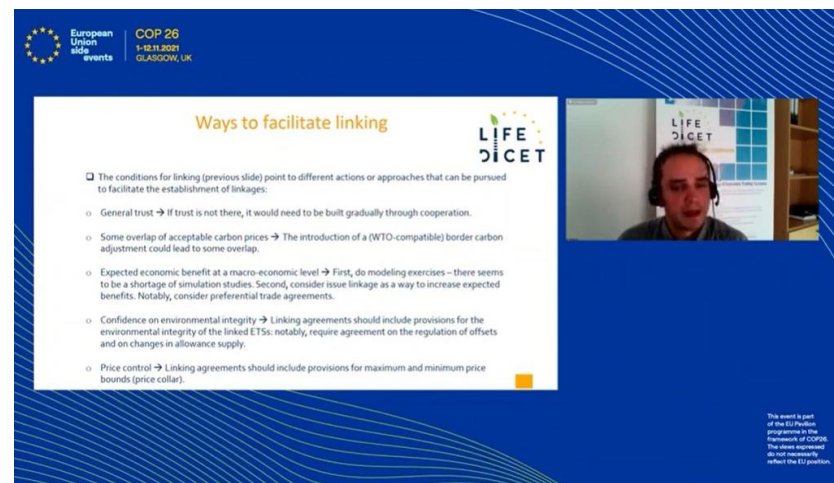 European
Union
side
events
COP 26
1-12.11.2021
GLASGOW, UK
Ways to facilitate linking
LIFE
DICET
❑ The conditions for linking (previous slide) point to different actions or approaches that can be pursued
to facilitate the establishment of linkages:
o General trust → If trust is not there, it would need to be built gradually through cooperation.
o Some overlap of acceptable carbon prices → The introduction of a (WTO-compatible) border carbon
adjustment could lead to some overlap.
o Expected economic benefit at a macro-economic level → First, do modeling exercises – there seems
to be a shortage of simulation studies. Second, consider issue linkage as a way to increase expected
benefits. Notably, consider preferential trade agreements.
o Confidence on environmental integrity → Linking agreements should include provisions for the
environmental integrity of the linked ETSs: notably, require agreement on the regulation of offsets
and on changes in allowance supply.
o Price control → Linking agreements should include provisions for maximum and minimum price
bounds (price collar).
LIFE
DICET
This event is part
of the EU Pavilion
programme in the
framework of COP26.
The views expressed
do not necessarily
reflect the EU position.